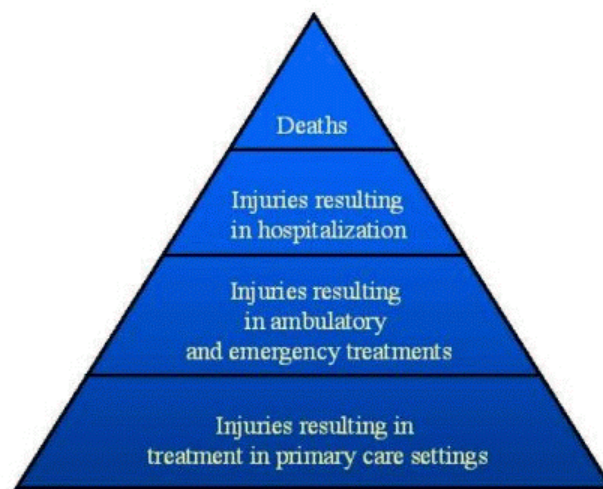 Deaths
Injuries resulting
in hospitalization
Injuries resulting
in ambulatory
and emergency treatments
Injuries resulting in
treatment in primary care settings